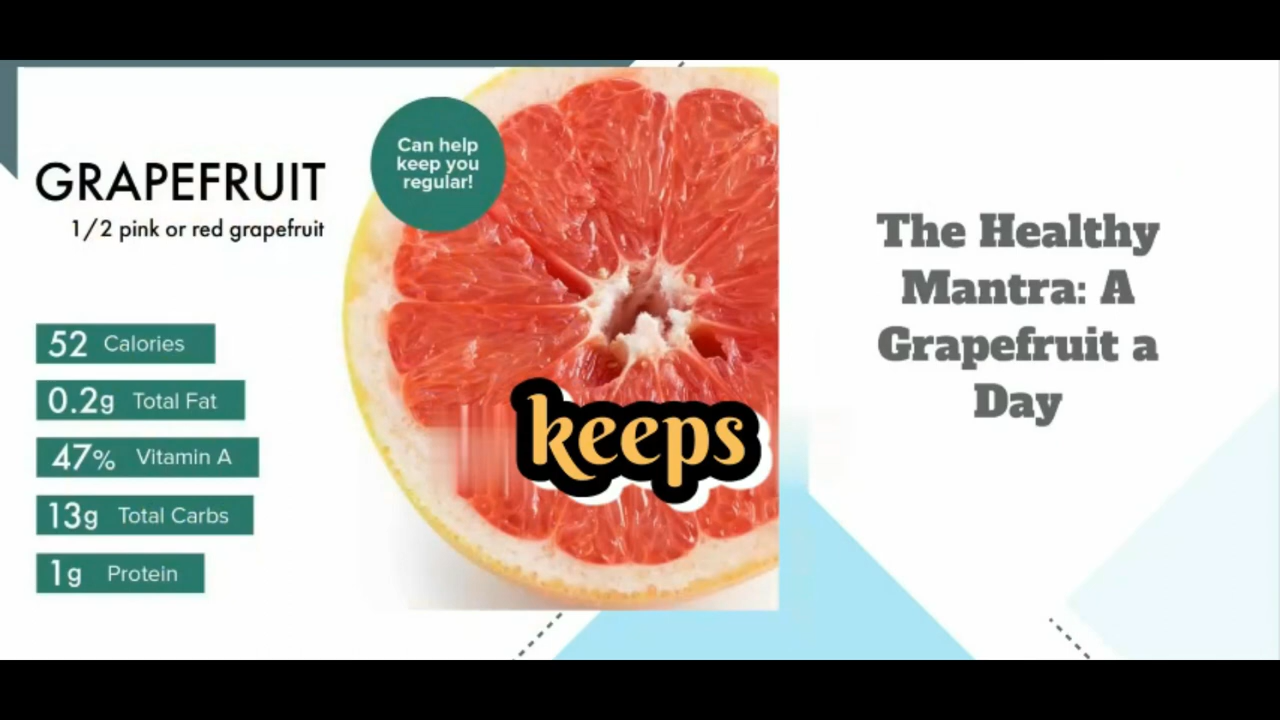 GRAPEFRUIT
1/2 pink or red grapefruit
Can help
keep you
regular!
52 Calories
0.2g Total Fat
47% Vitamin A
13g Total Carbs
1g Protein
keeps
The Healthy
Mantra: A
Grapefruit a
Day